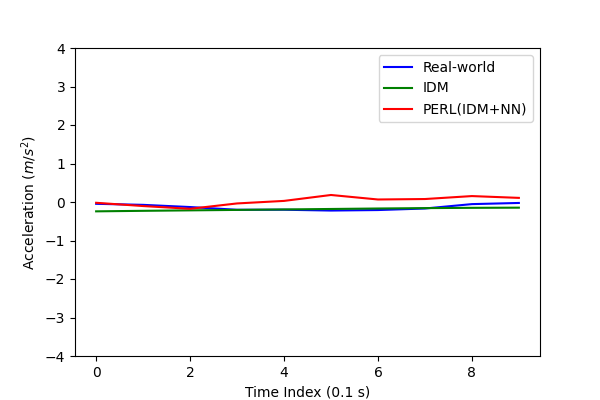 Real-world
IDM
PERL(IDM+NN)
4
3
2
1
0
−1
−2
−3
−4
Acceleration (m/s²)
0 2 4 6 8
Time Index (0.1 s)